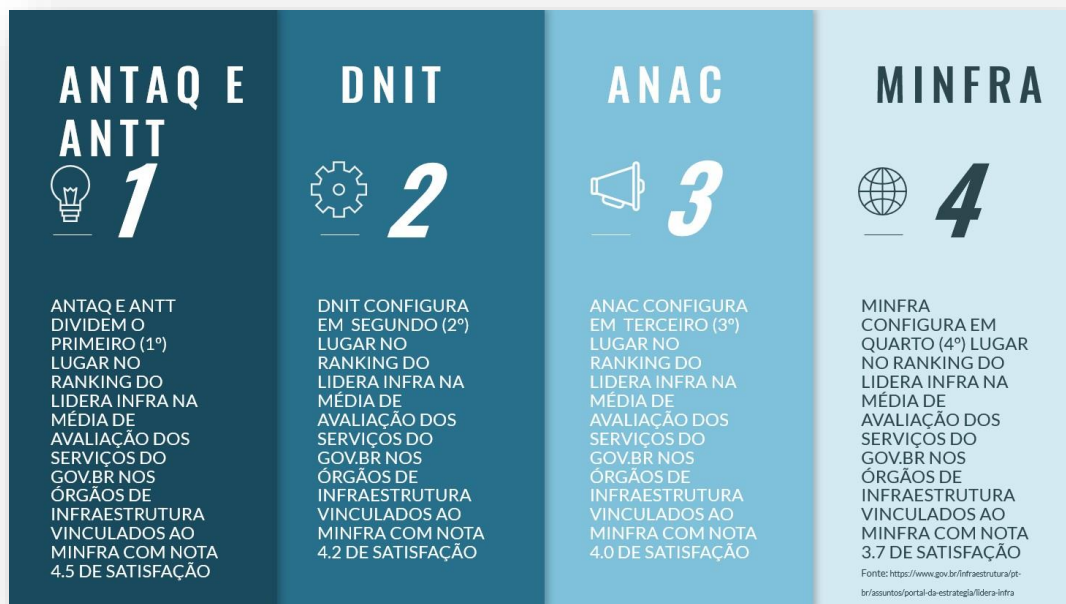 ANTAQ E
ANTT
1
ANTAQ E ANTT
DIVIDEM O
PRIMEIRO (1º)
LUGAR NO
RANKING DO
LIDERA INFRA NA
MÉDIA DE
AVALIAÇÃO DOS
SERVIÇOS DO
GOV.BR NOS
ÓRGÃOS DE
INFRAESTRUTURA
VINCULADOS AO
MINFRA COM NOTA
4.5 DE SATISFAÇÃO
DNIT
2
DNIT CONFIGURA
EM SEGUNDO (2º)
LUGAR NO
RANKING DO
LIDERA INFRA NA
MÉDIA DE
AVALIAÇÃO DOS
SERVIÇOS DO
GOV.BR NOS
ÓRGÃOS DE
INFRAESTRUTURA
VINCULADOS AO
MINFRA COM NOTA
4.2 DE SATISFAÇÃO
ANAC
3
ANAC CONFIGURA
EM TERCEIRO (3º)
LUGAR NO
RANKING DO
LIDERA INFRA NA
MÉDIA DE
AVALIAÇÃO DOS
SERVIÇOS DO
GOV.BR NOS
ÓRGÃOS DE
INFRAESTRUTURA
VINCULADOS AO
MINFRA COM NOTA
4.0 DE SATISFAÇÃO
MINFRA
4
MINFRA
CONFIGURA EM
QUARTO (4º) LUGAR
NO RANKING DO
LIDERA INFRA NA
MÉDIA DE
AVALIAÇÃO DOS
SERVIÇOS DO
GOV.BR NOS
ÓRGÃOS DE
INFRAESTRUTURA
VINCULADOS AO
MINFRA COM NOTA
3.7 DE SATISFAÇÃO
Fonte: https://www.gov.br/infraestrutura/pt-
br/assuntos/portal-da-estrategia/lidera-infra